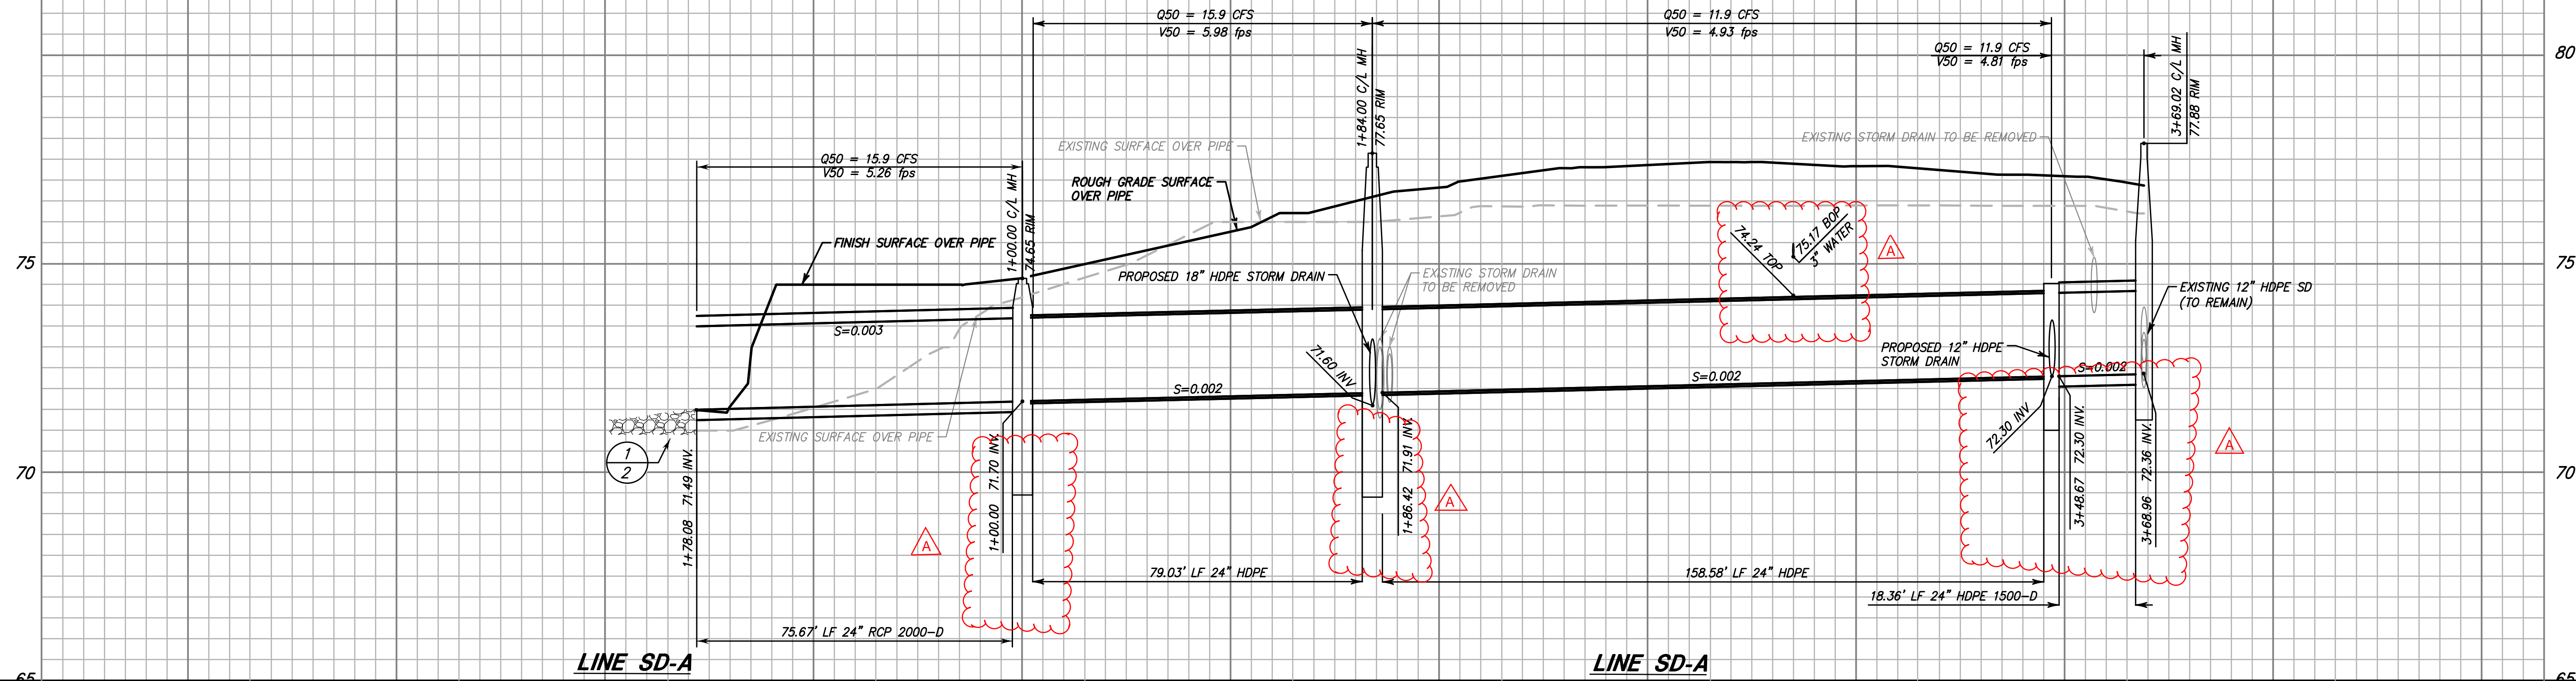 Q50 = 15.9 CFS
V50 = 5.98 fps
Q50 = 11.9 CFS
V50 = 4.93 fps
Q50 = 11.9 CFS
V50 = 4.81 fps
80
80
1+84.00 C/L MH
77.65 RIM
3+69.02 C/L MH
77.88 RIM
EXISTING SURFACE OVER PIPE
EXISTING STORM DRAIN TO BE REMOVED
Q50 = 15.9 CFS
V50 = 5.26 fps
ROUGH GRADE SURFACE
OVER PIPE
1+00.00 C/L MH
74.65 RIM
FINISH SURFACE OVER PIPE
74.24 TOP
75.17 BOP
3" WATER
A
75
75
PROPOSED 18" HDPE STORM DRAIN
EXISTING STORM DRAIN
TO BE REMOVED
EXISTING 12" HDPE SD
(TO REMAIN)
S=0.003
71.60 INV
PROPOSED 12" HDPE
STORM DRAIN
S=0.002
S=0.002
S=0.002
EXISTING SURFACE OVER PIPE
1
2
70
70
1+78.08 71.49 INV.
1+00.00 71.70 INV.
1+86.42 71.91 INV.
72.30 INV
3+48.67 72.30 INV.
3+68.96 72.36 INV.
A
A
A
79.03' LF 24" HDPE
158.58' LF 24" HDPE
18.36' LF 24" HDPE 1500-D
75.67' LF 24" RCP 2000-D
LINE SD-A
LINE SD-A
65
65